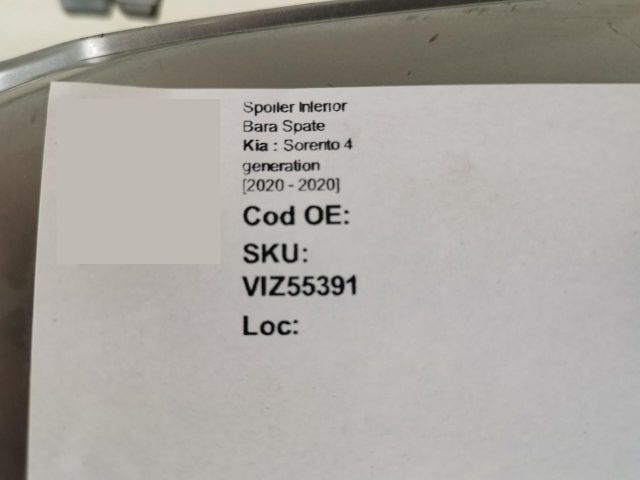 Spoiler Inferior
Bara Spate
Kia : Sorento 4
generation
[2020 - 2020]
Cod OE:
SKU:
VIZ55391
Loc: